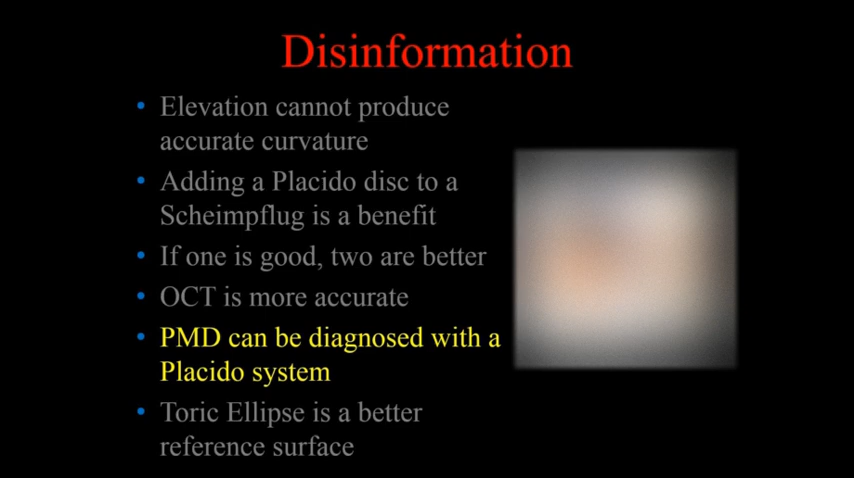 Disinformation
• Elevation cannot produce
accurate curvature
• Adding a Placido disc to a
Scheimpflug is a benefit
• If one is good, two are better
• OCT is more accurate
• PMD can be diagnosed with a
Placido system
• Toric Ellipse is a better
reference surface